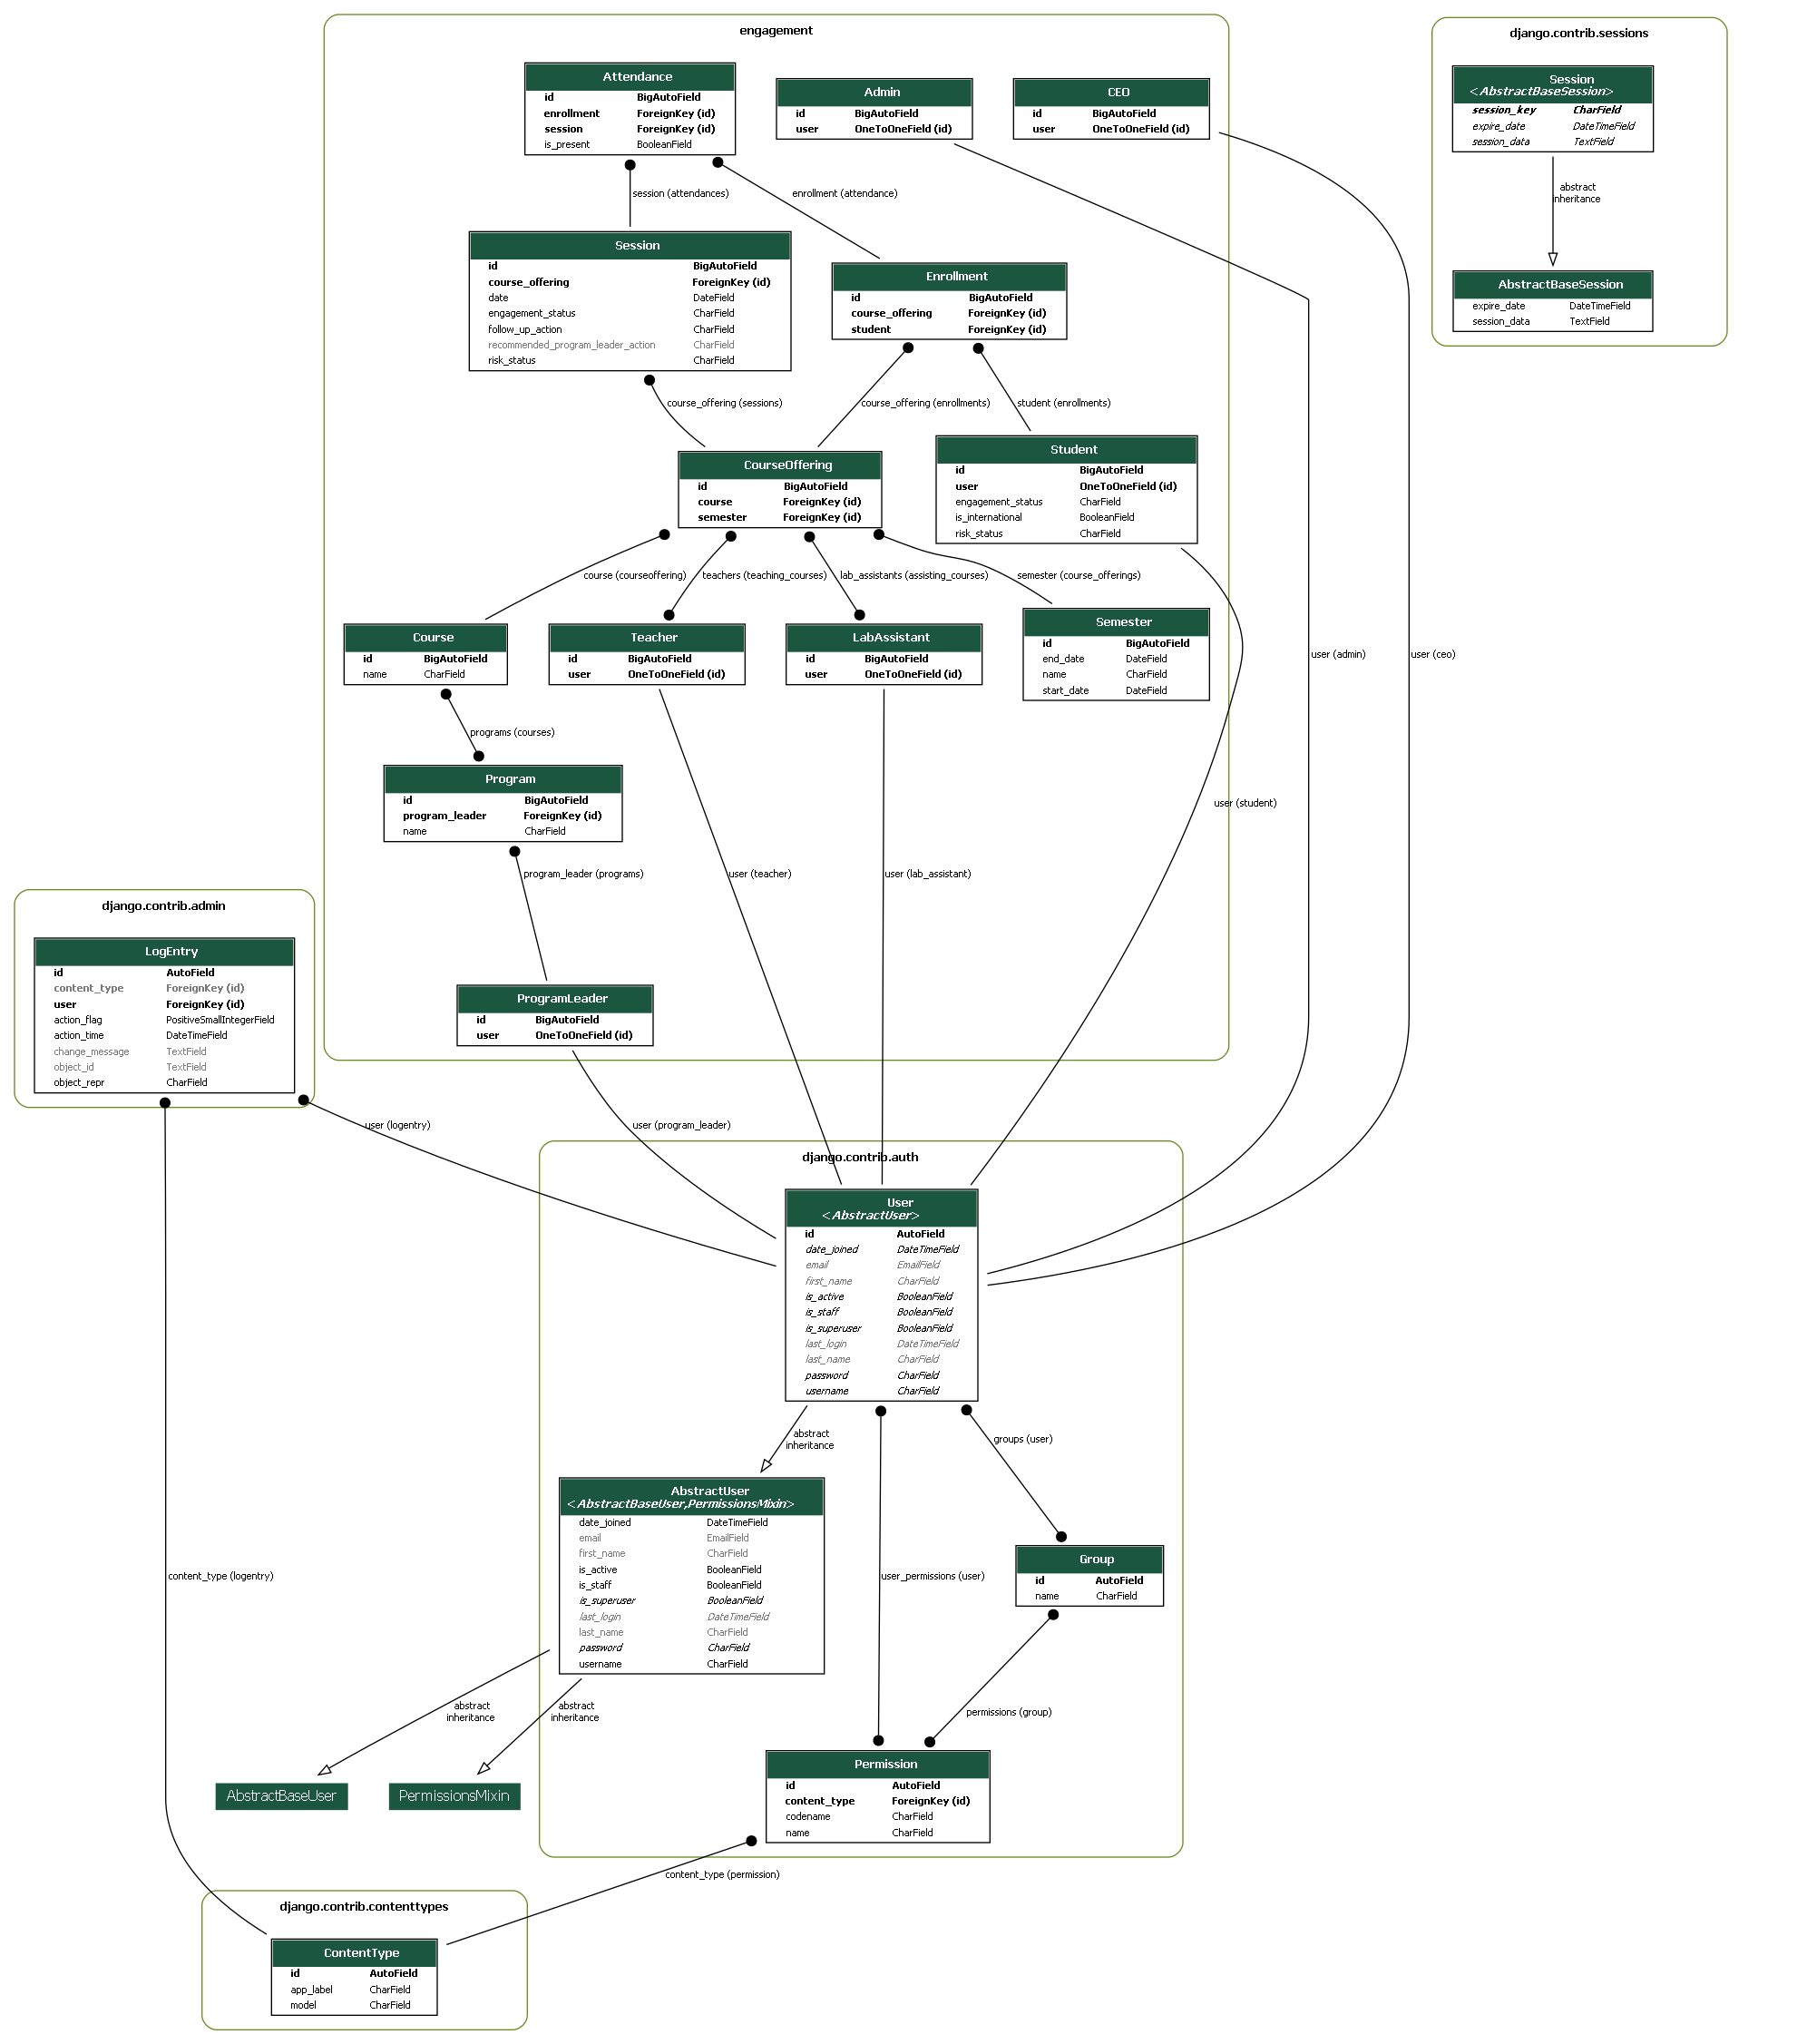 engagement
Attendance
id BigAutoField
enrollment ForeignKey (id)
session ForeignKey (id)
is_present BooleanField
Admin
id BigAutoField
user OneToOneField (id)
CEO
id BigAutoField
user OneToOneField (id)
session (attendances)
enrollment (attendance)
Session
id BigAutoField
course_offering ForeignKey (id)
date DateField
engagement_status CharField
follow_up_action CharField
recommended_program_leader_action CharField
risk_status CharField
Enrollment
id BigAutoField
course_offering ForeignKey (id)
student ForeignKey (id)
course_offering (sessions)
course_offering (enrollments)
student (enrollments)
CourseOffering
id BigAutoField
course ForeignKey (id)
semester ForeignKey (id)
Student
id BigAutoField
user OneToOneField (id)
engagement_status CharField
is_international BooleanField
risk_status CharField
course (courseoffering)
teachers (teaching_courses)
lab_assistants (assisting_courses)
semester (course_offerings)
Course
id BigAutoField
name CharField
Teacher
id BigAutoField
user OneToOneField (id)
LabAssistant
id BigAutoField
user OneToOneField (id)
Semester
id BigAutoField
end_date DateField
name CharField
start_date DateField
user (admin)
user (ceo)
programs (courses)
Program
id BigAutoField
program_leader ForeignKey (id)
name CharField
user (student)
program_leader (programs)
user (teacher)
user (lab_assistant)
ProgramLeader
id BigAutoField
user OneToOneField (id)
django.contrib.sessions
Session
<AbstractBaseSession>
session_key CharField
expire_date DateTimeField
session_data TextField
abstract
inheritance
AbstractBaseSession
expire_date DateTimeField
session_data TextField
django.contrib.admin
LogEntry
id AutoField
content_type ForeignKey (id)
user ForeignKey (id)
action_flag PositiveSmallIntegerField
action_time DateTimeField
change_message TextField
object_id TextField
object_repr CharField
user (logentry)
user (program_leader)
django.contrib.auth
User
<AbstractUser>
id AutoField
date_joined DateTimeField
email EmailField
first_name CharField
is_active BooleanField
is_staff BooleanField
is_superuser BooleanField
last_login DateTimeField
last_name CharField
password CharField
username CharField
abstract
inheritance
groups (user)
AbstractUser
<AbstractBaseUser,PermissionsMixin>
date_joined DateTimeField
email EmailField
first_name CharField
is_active BooleanField
is_staff BooleanField
is_superuser BooleanField
last_login DateTimeField
last_name CharField
password CharField
username CharField
content_type (logentry)
user_permissions (user)
Group
id AutoField
name CharField
abstract
inheritance
abstract
inheritance
permissions (group)
AbstractBaseUser
PermissionsMixin
Permission
id AutoField
content_type ForeignKey (id)
codename CharField
name CharField
content_type (permission)
django.contrib.contenttypes
ContentType
id AutoField
app_label CharField
model CharField